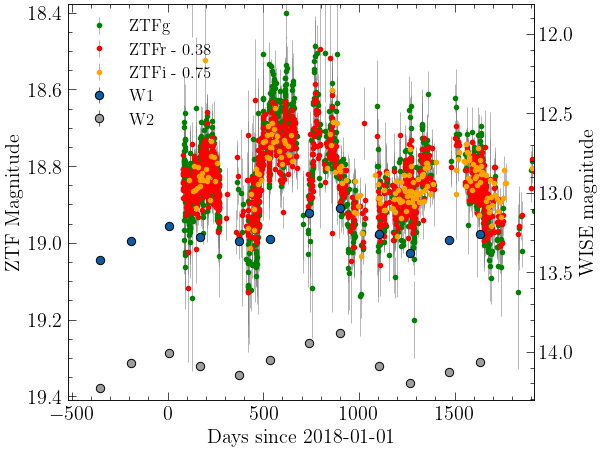 ZTFg
ZTFr - 0.38
ZTFi - 0.75
W1
W2
18.4
18.6
18.8
19.0
19.2
19.4
ZTF Magnitude
12.0
12.5
13.0
13.5
14.0
WISE magnitude
−500
0
500
1000
1500
Days since 2018-01-01